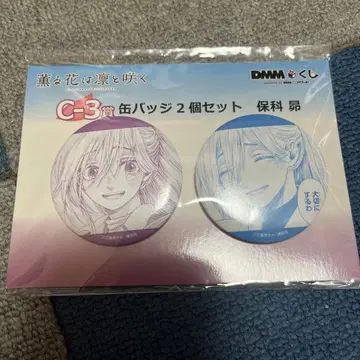 薫る花は凛と咲く
DMMくじ
C-3賞 缶バッジ2個セット 保科 昴
大切に
するわ